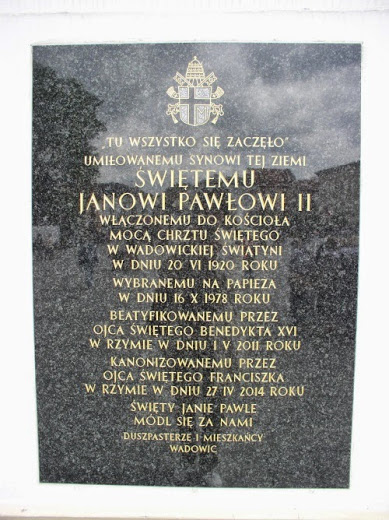 „TU WSZYSTKO SIĘ ZACZĘŁO"
UMIŁOWANEMU SYNOWI TEJ ZIEMI
ŚWIĘTEMU
JANOWI PAWŁOWI II
WŁĄCZONEMU DO KOŚCIOŁA
MOCĄ CHRZTU ŚWIĘTEGO
W WADOWICKIEJ ŚWIĄTYNI
W DNIU 20 VI 1920 ROKU
WYBRANEMU NA PAPIEŻA
W DNIU 16 X 1978 ROKU
BEATYFIKOWANEMU PRZEZ
OJCA ŚWIĘTEGO BENEDYKTA XVI
W RZYMIE W DNIU 1 V 2011 ROKU
KANONIZOWANEMU PRZEZ
OJCA ŚWIĘTEGO FRANCISZKA
W RZYMIE W DNIU 27 IV 2014 ROKU
ŚWIĘTY JANIE PAWLE
MÓDL SIĘ ZA NAMI
DUSZPASTERZE I MIESZKAŃCY
WADOWIC